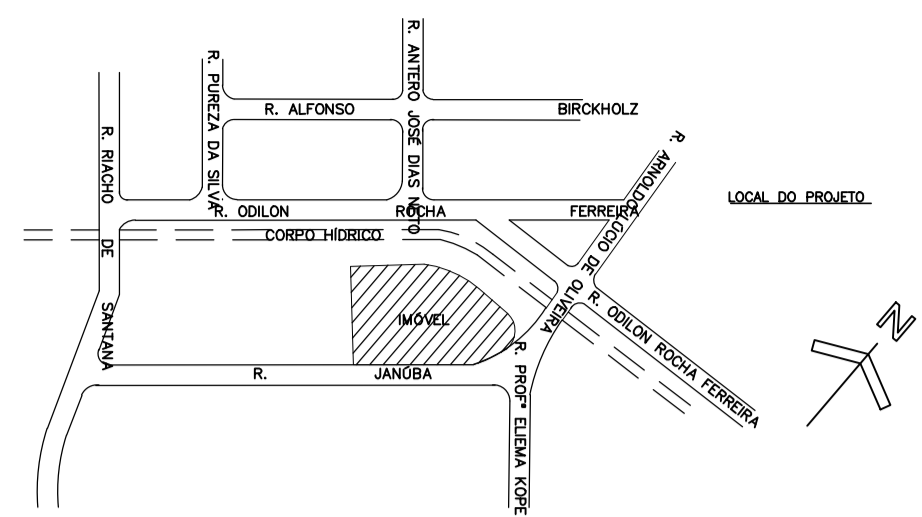 R. ANTERO JOSÉ DIAS NETO
R. PUREZA DA SILVA
R. ALFONSO BIRCKHOLZ
R. RIACHO DE SANTANA
R. ARNOLDO LÚCIO DE OLIVEIRA
LOCAL DO PROJETO
R. ODILON ROCHA FERREIRA
CORPO HÍDRICO
IMÓVEL
R. ODILON ROCHA FERREIRA
N
R. JANÚBA
R. PROFª ELIEMA KOPE